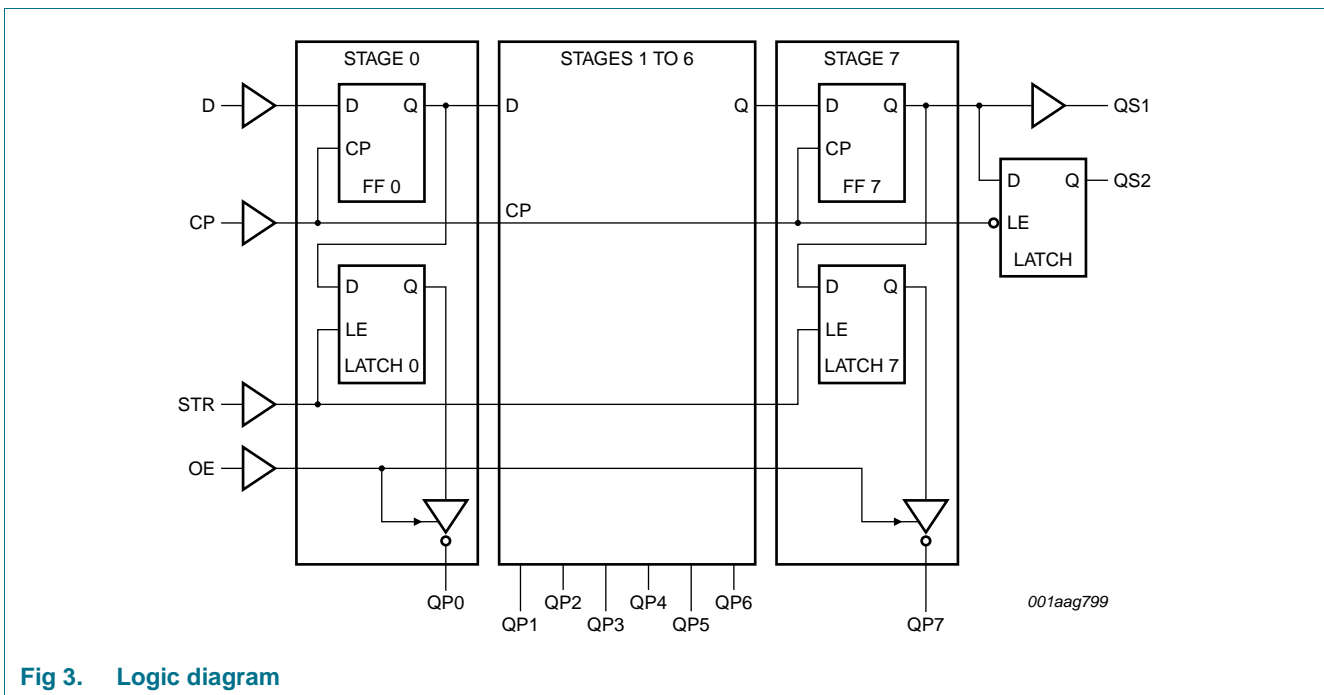 STAGE 0
STAGES 1 TO 6
STAGE 7
D
D
Q
D
Q
D
Q
QS1
CP
CP
D
Q
QS2
FF 0
FF 7
CP
CP
LE
LATCH
D
Q
D
Q
LE
LE
LATCH 0
LATCH 7
STR
OE
QP0
QP2
QP4
QP6
001aag799
QP1
QP3
QP5
QP7
Fig 3. Logic diagram